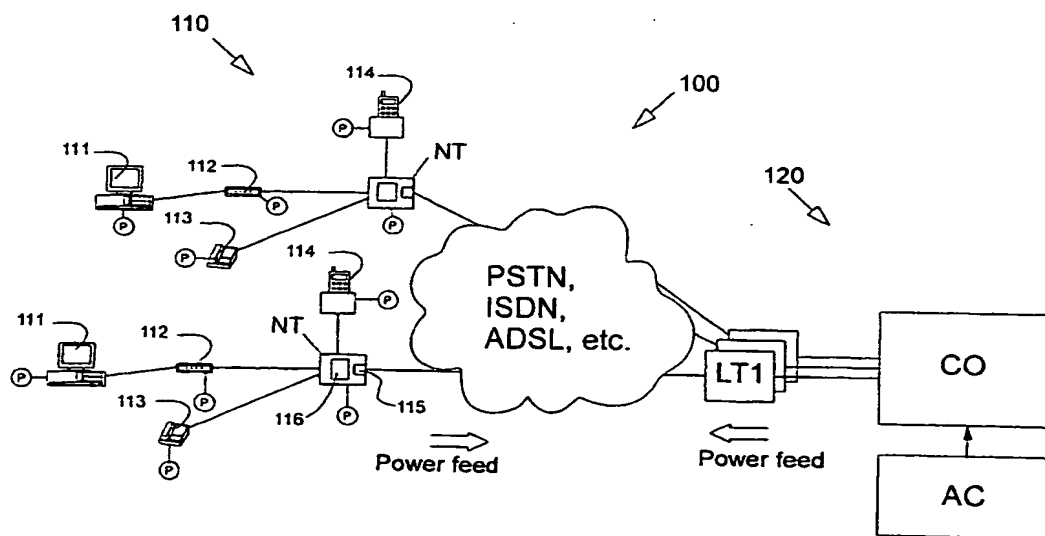 110
100
114
P
NT
111
112
120
P
P
P
113
P
114
P
PSTN,
ISDN,
ADSL, etc.
NT
111
112
LT1
CO
P
P
113
116
P
115
P
Power feed
Power feed
AC